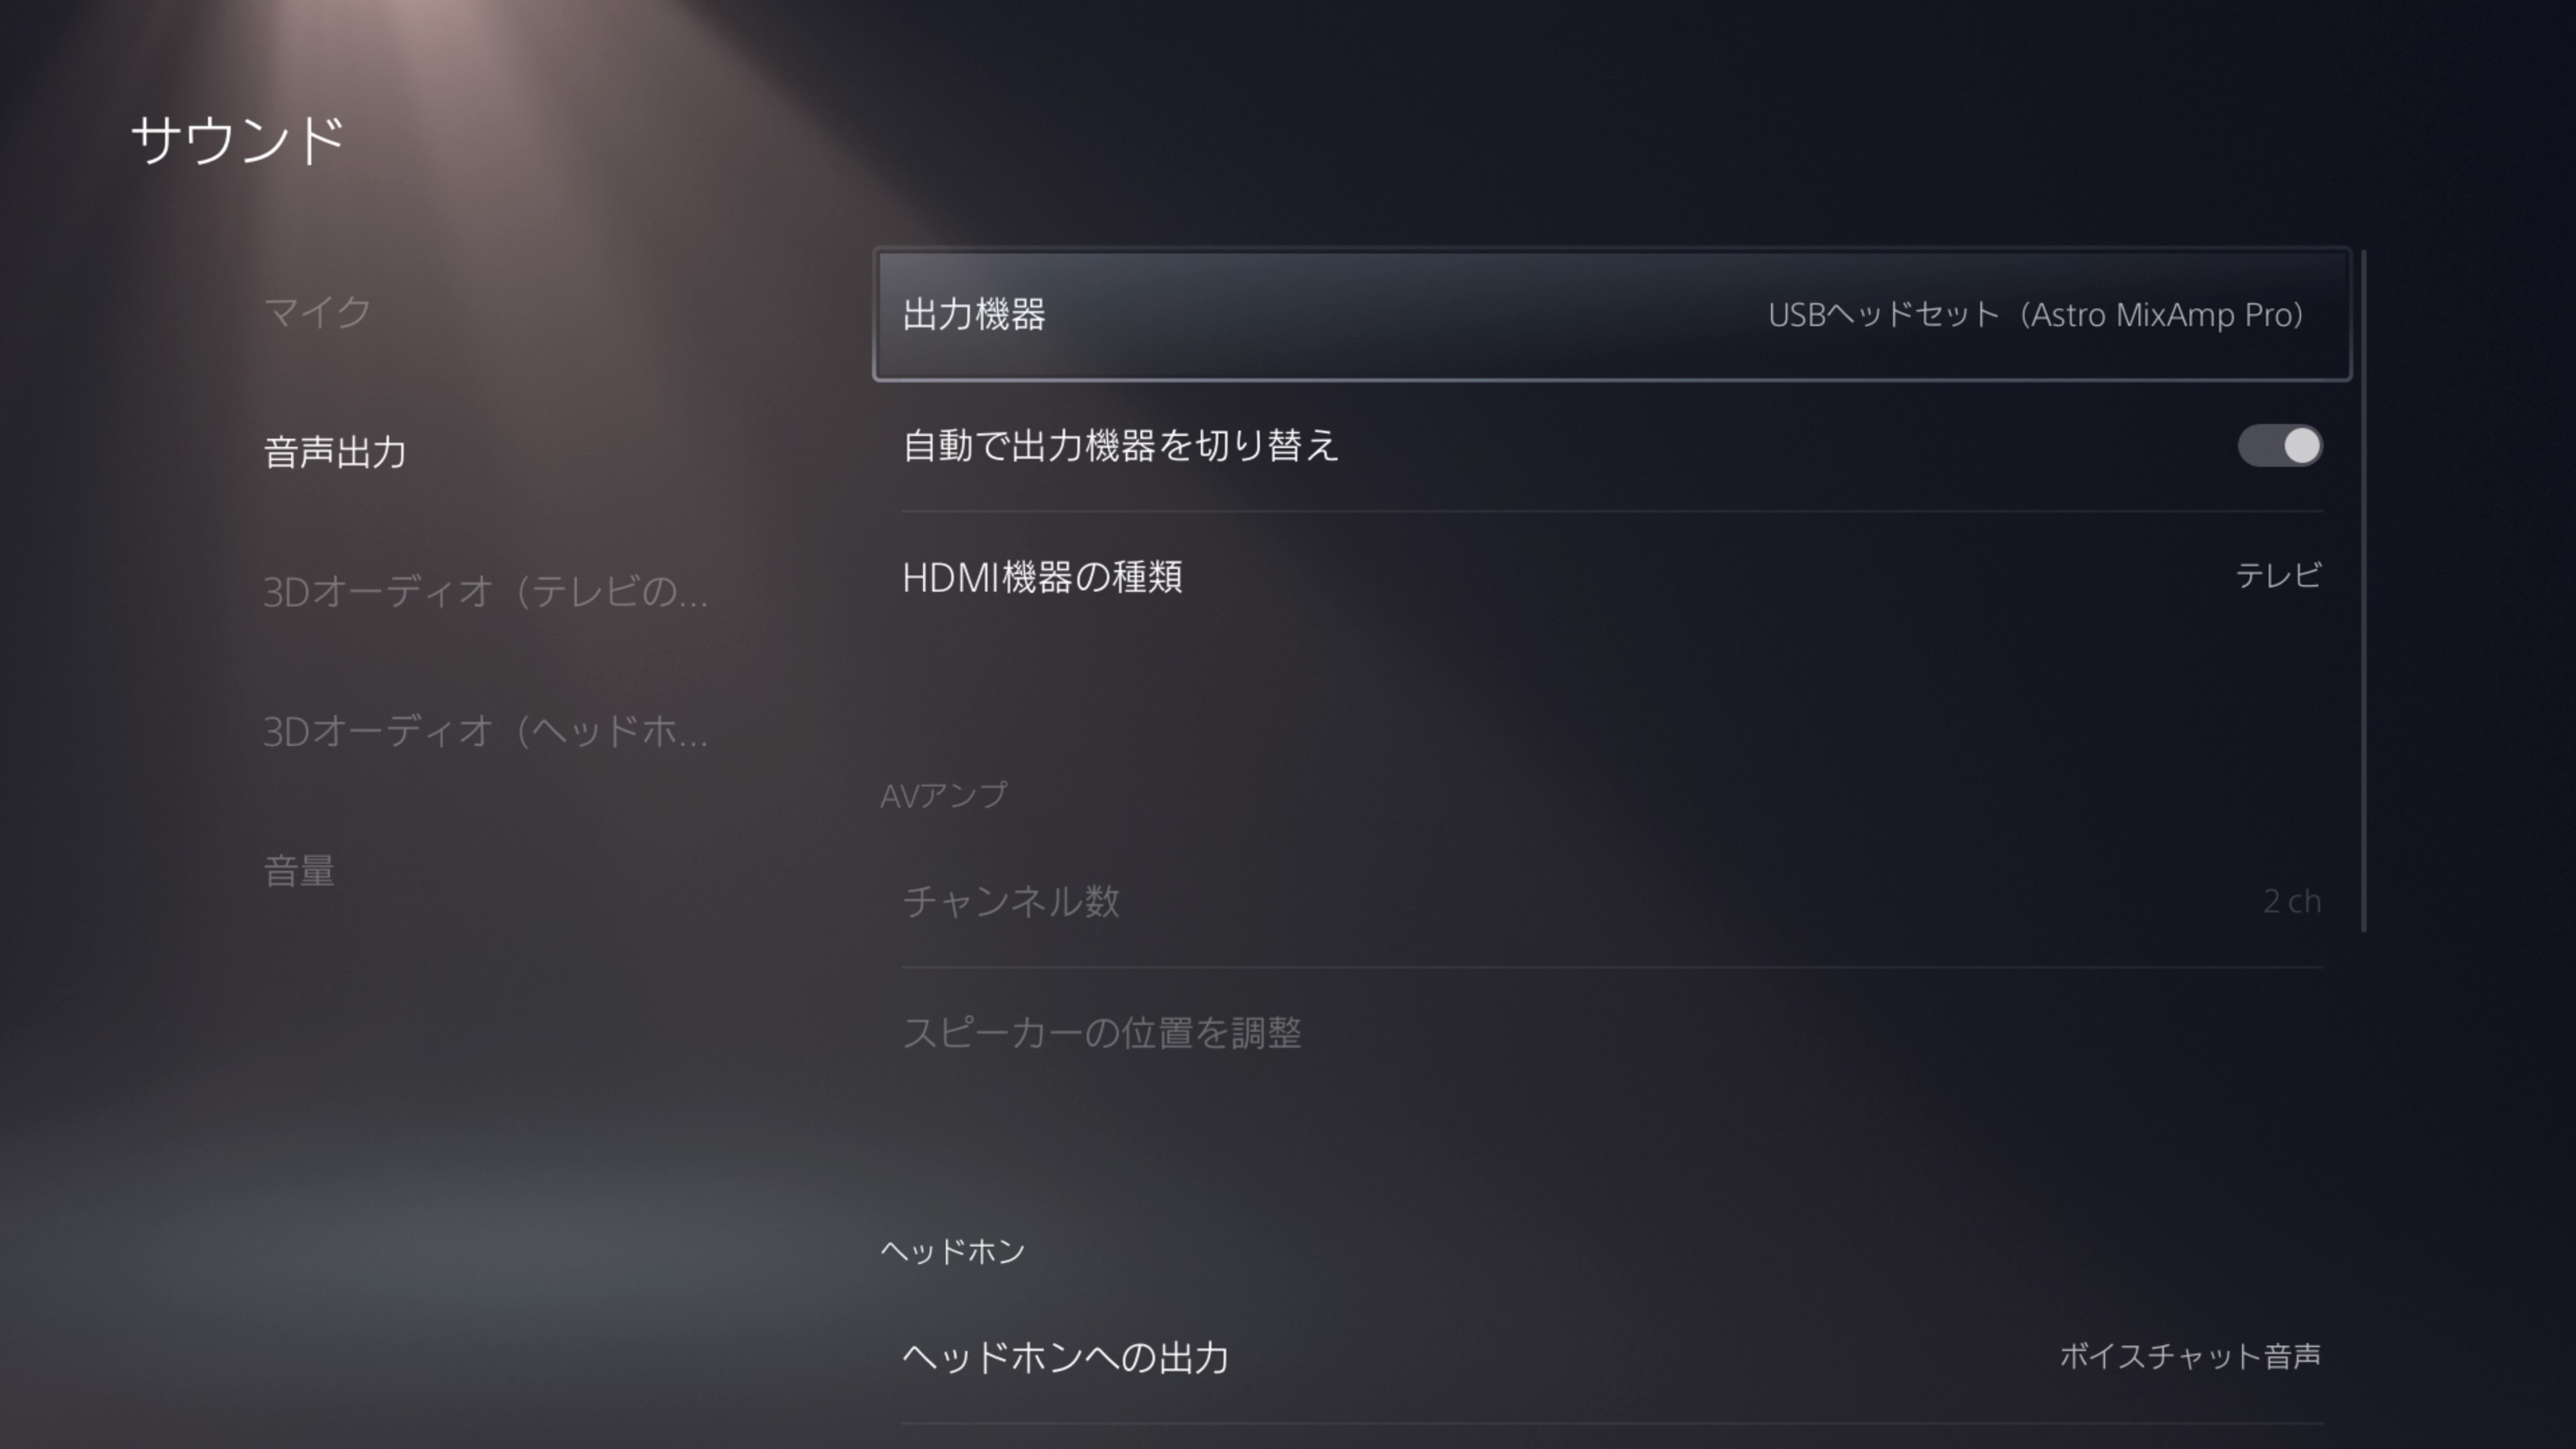 サウンド
マイク
音声出力
3Dオーディオ（テレビの...
3Dオーディオ（ヘッドホ...
音量
出力機器 USBヘッドセット（Astro MixAmp Pro）
自動で出力機器を切り替え
HDMI機器の種類 テレビ
AVアンプ
チャンネル数 2 ch
スピーカーの位置を調整
ヘッドホン
ヘッドホンへの出力 ボイスチャット音声